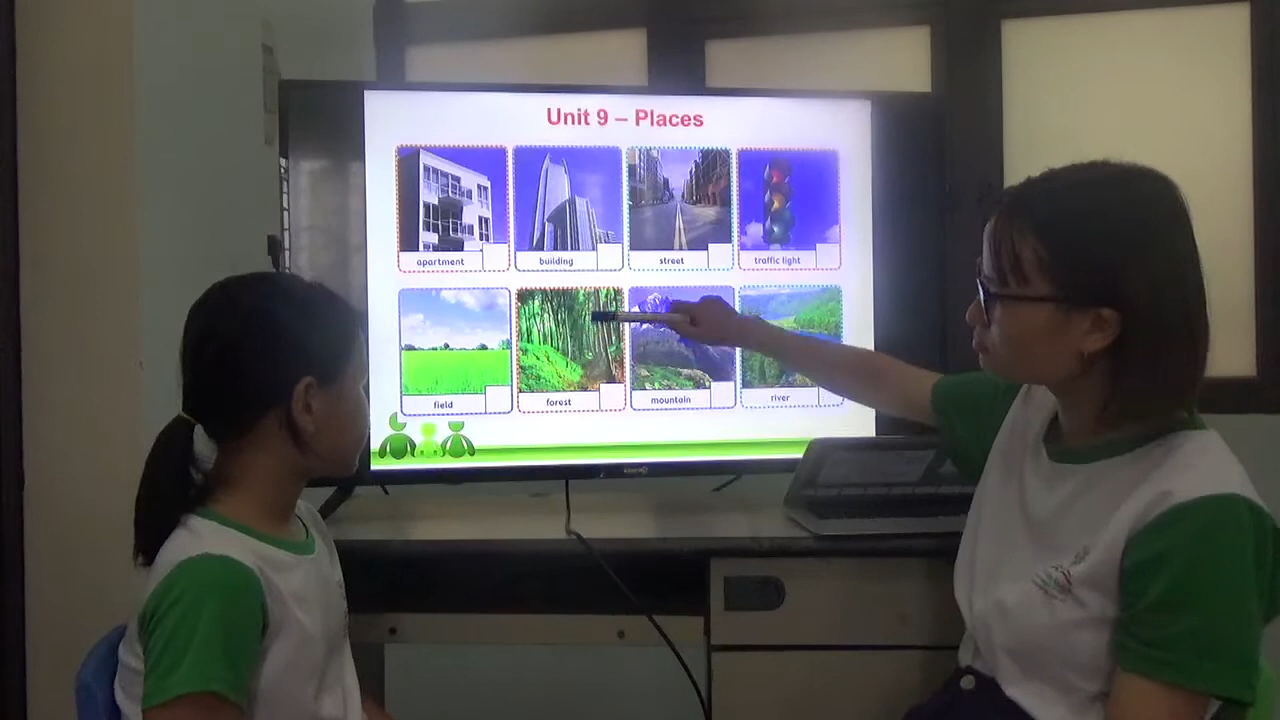 Unit 9 – Places
apartment
building
street
traffic light
field
forest
mountain
river